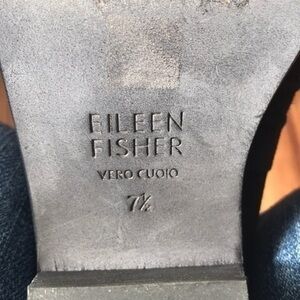 EILEEN
FISHER
VERO CUOIO
7½